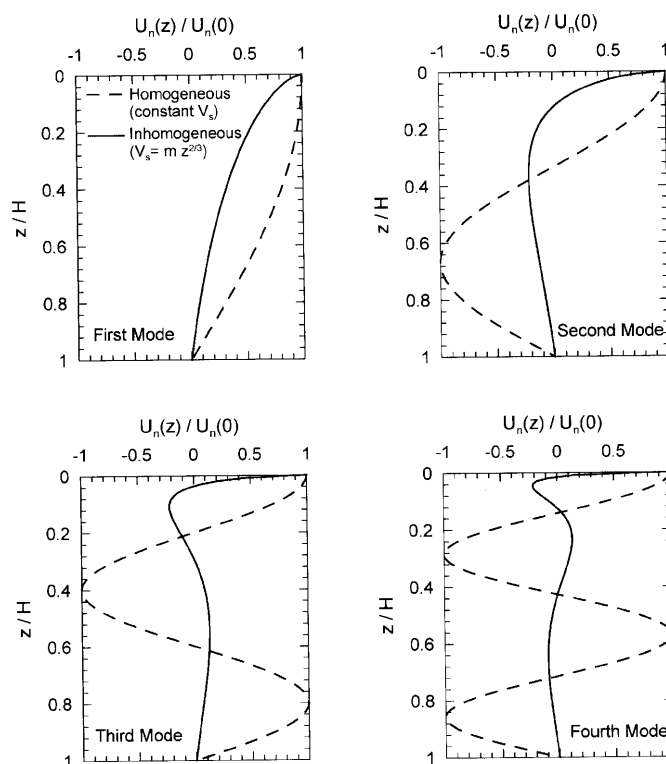 U_n(z) / U_n(0)
-1 -0.5 0 0.5 1
0
0.2
0.4
0.6
0.8
1
z / H
Homogeneous
(constant V_s)
Inhomogeneous
(V_s= m z^{2/3})
First Mode
U_n(z) / U_n(0)
-1 -0.5 0 0.5 1
0
0.2
0.4
0.6
0.8
1
z / H
Second Mode
U_n(z) / U_n(0)
-1 -0.5 0 0.5 1
0
0.2
0.4
0.6
0.8
1
z / H
Third Mode
U_n(z) / U_n(0)
-1 -0.5 0 0.5 1
0
0.2
0.4
0.6
0.8
1
z / H
Fourth Mode